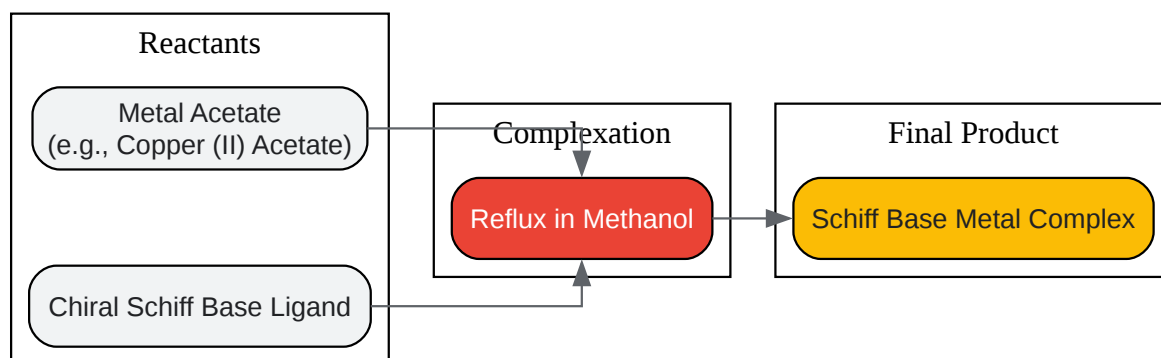 Reactants
Metal Acetate
(e.g., Copper (II) Acetate)
Chiral Schiff Base Ligand
Complexation
Reflux in Methanol
Final Product
Schiff Base Metal Complex